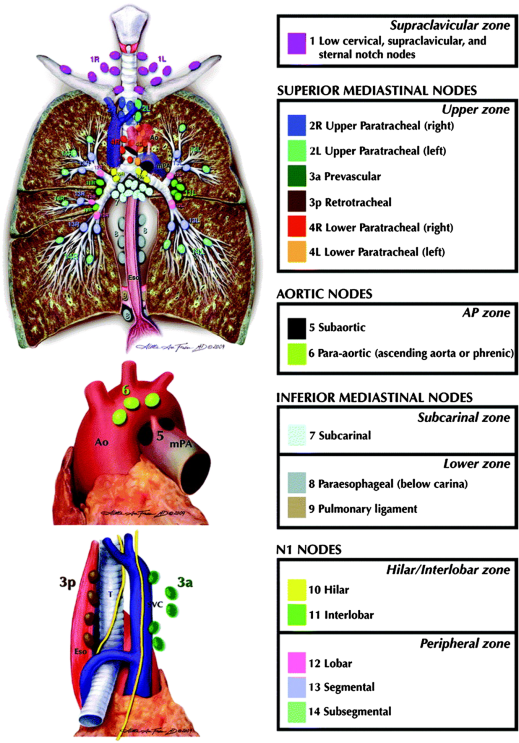 Supraclavicular zone
1 Low cervical, supraclavicular, and
sternal notch nodes
SUPERIOR MEDIASTINAL NODES
Upper zone
2R Upper Paratracheal (right)
2L Upper Paratracheal (left)
3a Prevascular
3p Retrotracheal
4R Lower Paratracheal (right)
4L Lower Paratracheal (left)
AORTIC NODES
AP zone
5 Subaortic
6 Para-aortic (ascending aorta or phrenic)
INFERIOR MEDIASTINAL NODES
Subcarinal zone
7 Subcarinal
Lower zone
8 Paraesophageal (below carina)
9 Pulmonary ligament
N1 NODES
Hilar/Interlobar zone
10 Hilar
11 Interlobar
Peripheral zone
12 Lobar
13 Segmental
14 Subsegmental
1R
1L
2L
8
8
Eso
9
6
Ao
5
mPA
3p
T
3a
VC
Eso